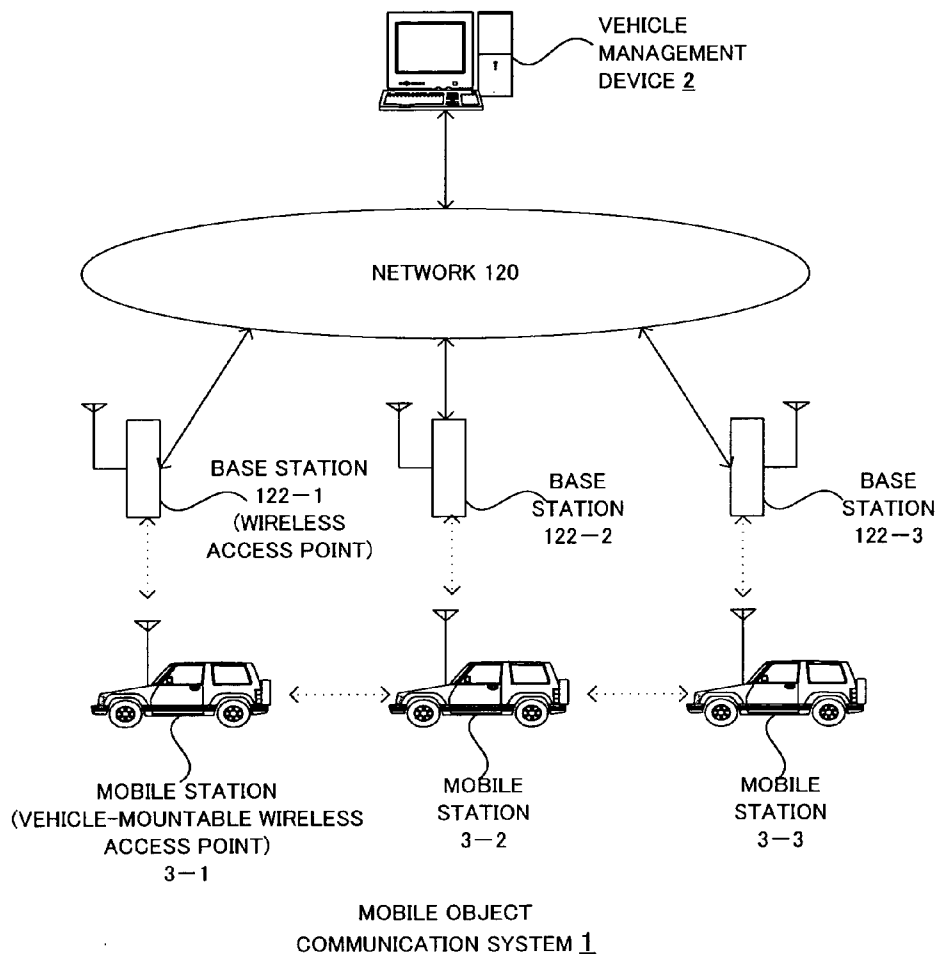 VEHICLE
MANAGEMENT
DEVICE 2
NETWORK 120
BASE STATION
122-1
(WIRELESS
ACCESS POINT)
BASE
STATION
122-2
BASE
STATION
122-3
MOBILE STATION
(VEHICLE-MOUNTABLE WIRELESS
ACCESS POINT)
3-1
MOBILE
STATION
3-2
MOBILE
STATION
3-3
MOBILE OBJECT
COMMUNICATION SYSTEM 1